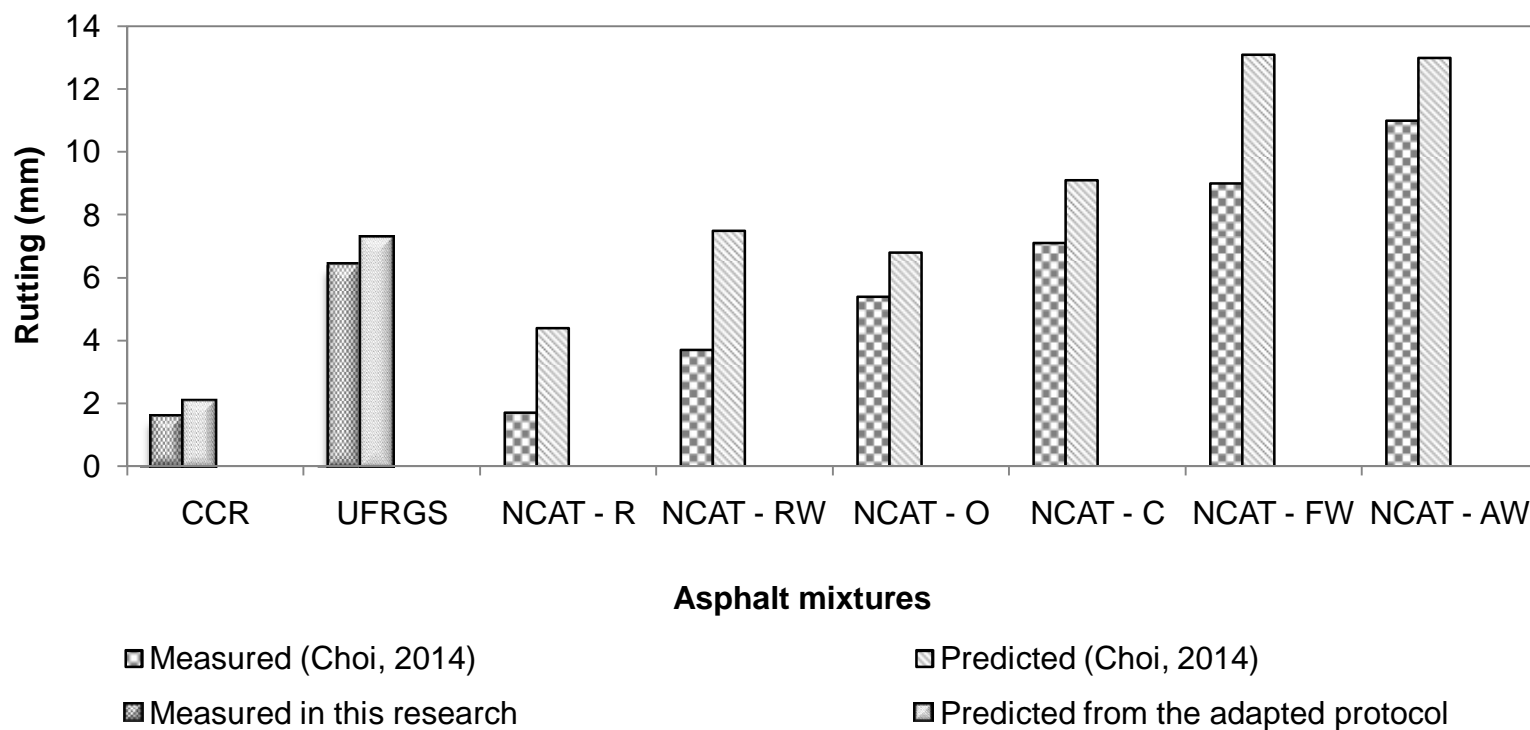 14
12
10
8
6
4
2
0
Rutting (mm)
CCR UFRGS NCAT - R NCAT - RW NCAT - O NCAT - C NCAT - FW NCAT - AW
Asphalt mixtures
Measured (Choi, 2014) Predicted (Choi, 2014)
Measured in this research Predicted from the adapted protocol